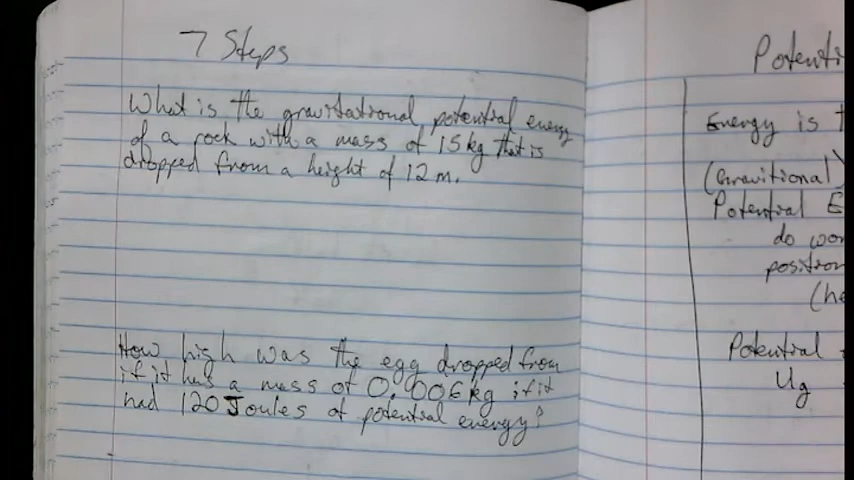 7 Steps
What is the gravitational potential energy
of a rock with a mass of 15 kg that is
dropped from a height of 12 m.
How high was the egg dropped from
if it has a mass of 0.006 kg if it
had 120 Joules of potential energy?
Potenti
Energy is t
(Gravitional)
Potential E
do wor
position
(he
Potential
Ug